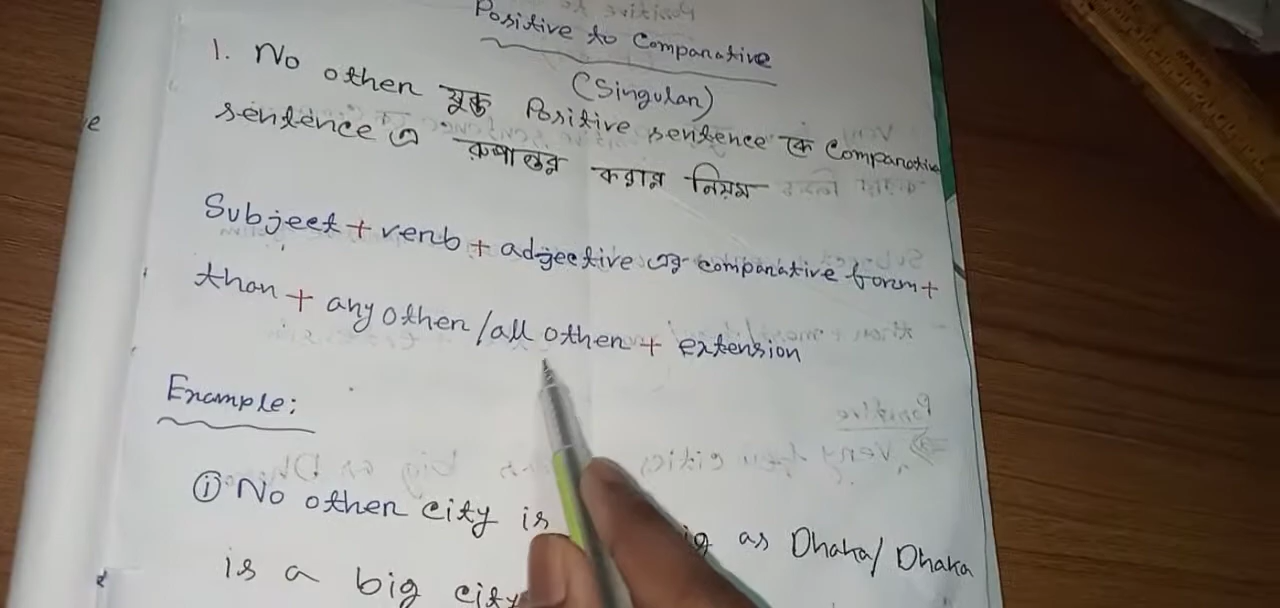 Positive to Comparative
(Singular)
1. No other যুক্ত Positive sentence কে Comparative
sentence এ রুপান্তর করার নিয়ম
Subject + verb + adjective এর comparative form +
than + any other / all other + extension
Example:
(i) No other city is as Dhaka / Dhaka
is a big city